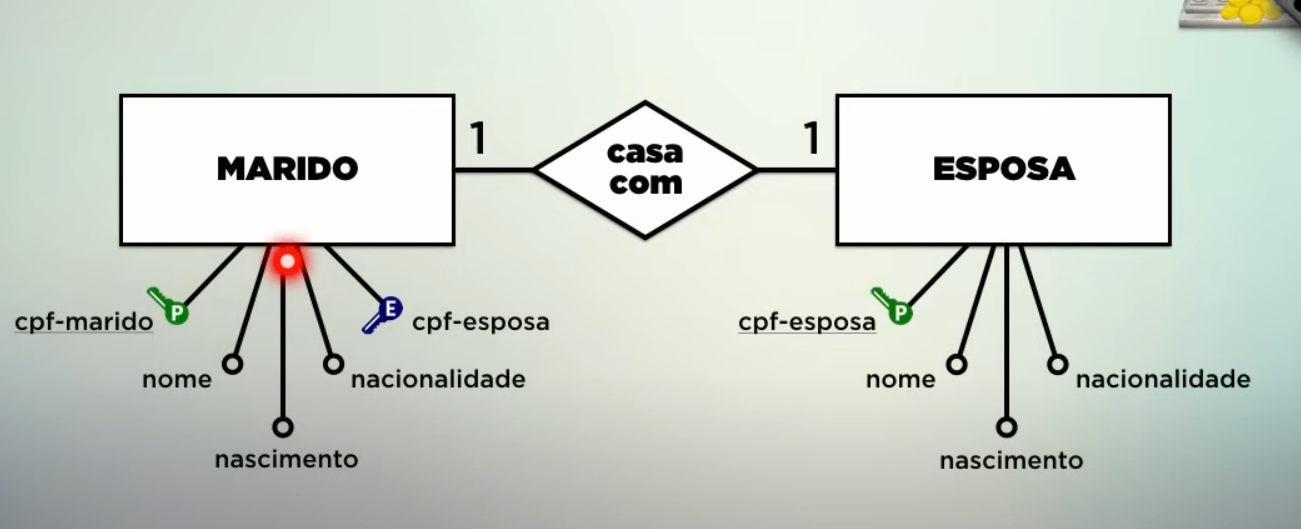 MARIDO
1
casa
com
1
ESPOSA
P
cpf-marido
E
cpf-esposa
nome
nacionalidade
nascimento
P
cpf-esposa
nome
nacionalidade
nascimento